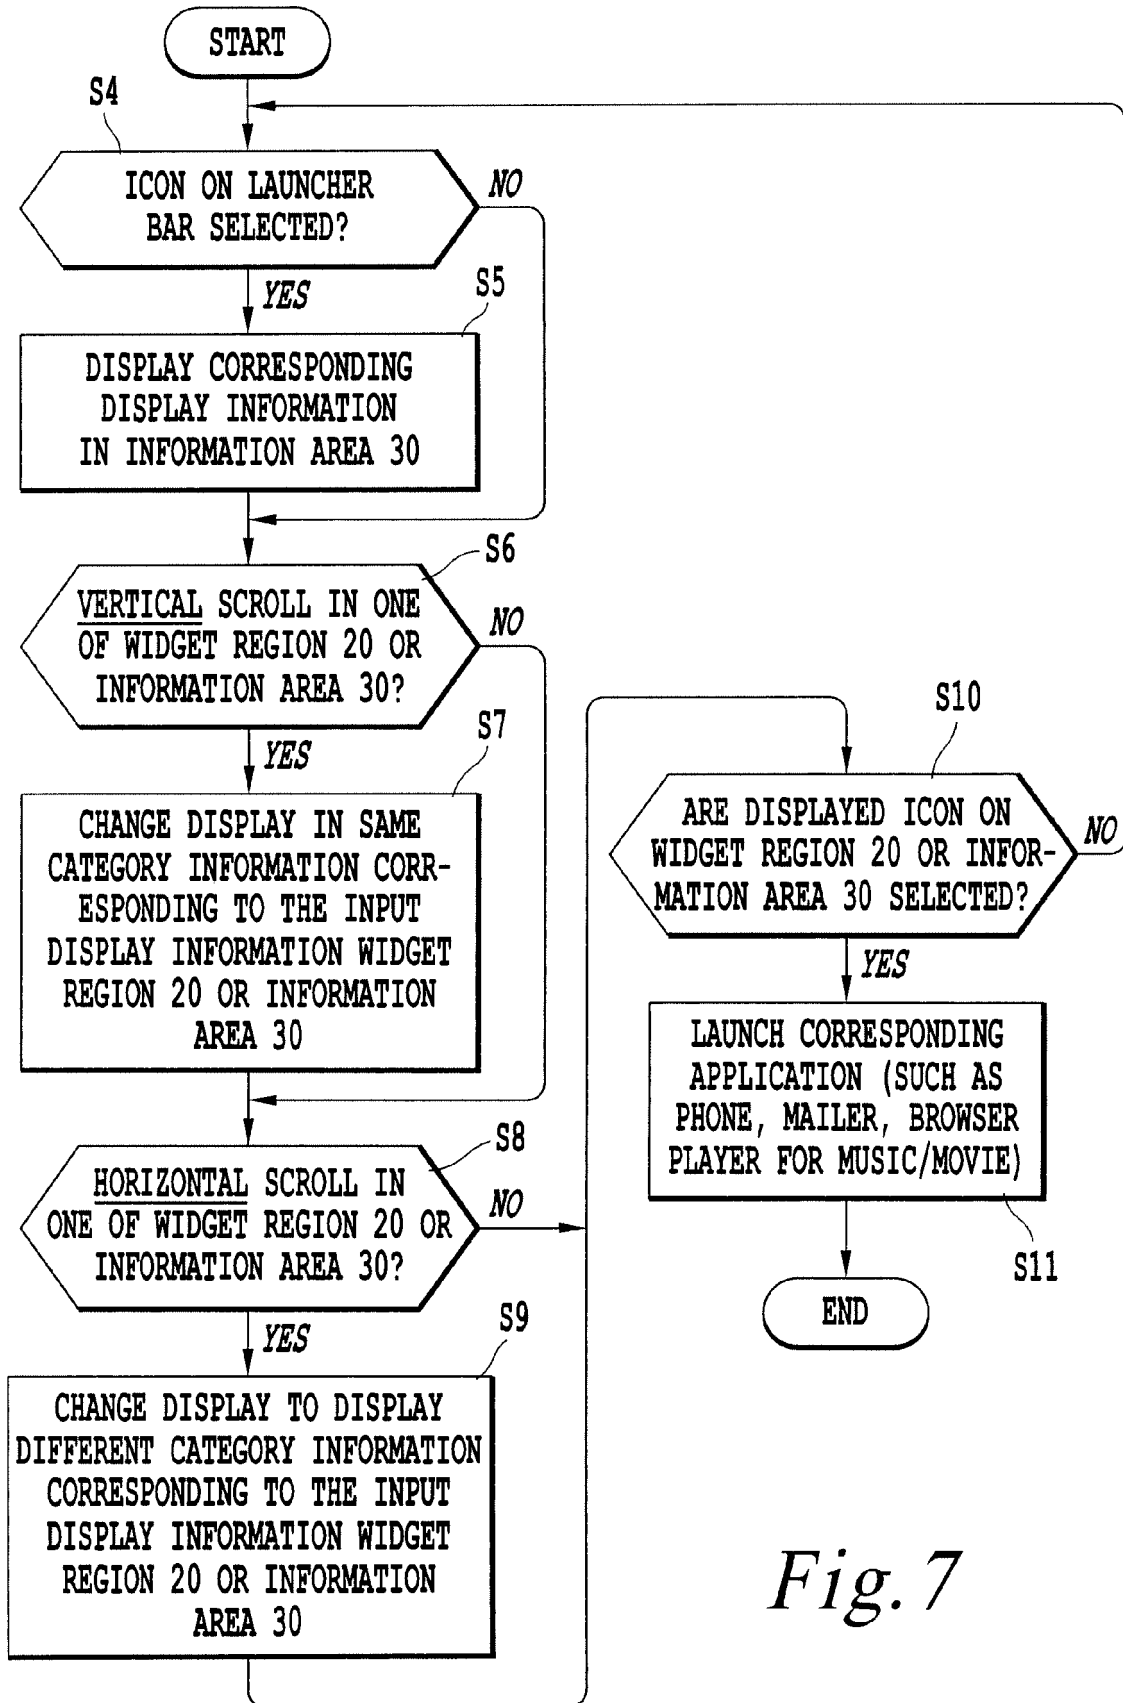 START
S4
ICON ON LAUNCHER
BAR SELECTED?
NO
YES
S5
DISPLAY CORRESPONDING
DISPLAY INFORMATION
IN INFORMATION AREA 30
S6
VERTICAL SCROLL IN ONE
OF WIDGET REGION 20 OR
INFORMATION AREA 30?
NO
YES
S7
CHANGE DISPLAY IN SAME
CATEGORY INFORMATION CORR-
ESPONDING TO THE INPUT
DISPLAY INFORMATION WIDGET
REGION 20 OR INFORMATION
AREA 30
S8
HORIZONTAL SCROLL IN
ONE OF WIDGET REGION 20 OR
INFORMATION AREA 30?
NO
YES
S9
CHANGE DISPLAY TO DISPLAY
DIFFERENT CATEGORY INFORMATION
CORRESPONDING TO THE INPUT
DISPLAY INFORMATION WIDGET
REGION 20 OR INFORMATION
AREA 30
S10
ARE DISPLAYED ICON ON
WIDGET REGION 20 OR INFOR-
MATION AREA 30 SELECTED?
NO
YES
LAUNCH CORRESPONDING
APPLICATION (SUCH AS
PHONE, MAILER, BROWSER
PLAYER FOR MUSIC/MOVIE)
S11
END
Fig. 7